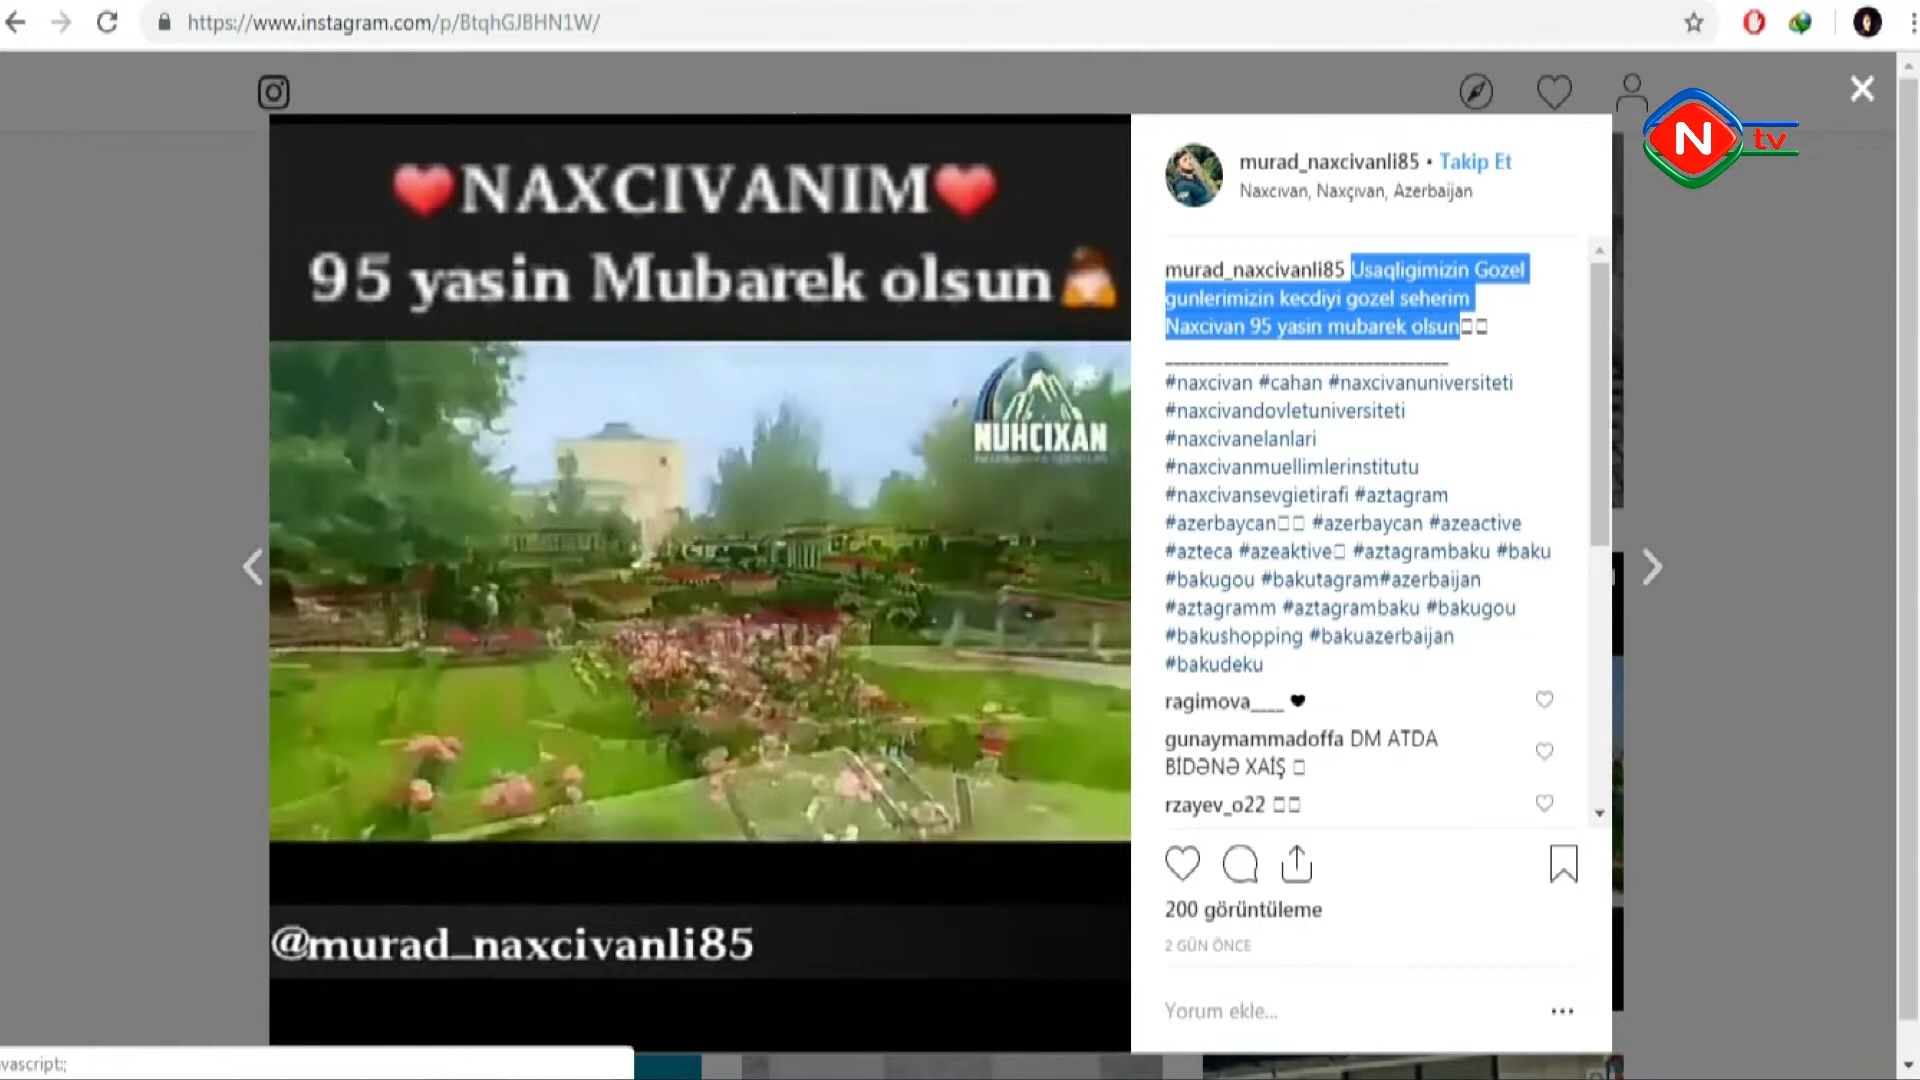 https://www.instagram.com/p/BtqhGJBHN1W/
N tv
NAXCIVANIM
95 yasin Mubarek olsun
NUHCIXAN
@murad_naxcivanli85
murad_naxcivanli85 • Takip Et
Naxcıvan, Naxçıvan, Azerbaijan
murad_naxcivanli85 Usaqligimizin Gozel
gunlerimizin kecdiyi gozel seherim
Naxcivan 95 yasin mubarek olsun
#naxcivan #cahan #naxcivanuniversiteti
#naxcivandovletuniversiteti
#naxcivanelanlari
#naxcivanmuellimlerinstitutu
#naxcivansevgietirafi #aztagram
#azerbaycan #azerbaycan #azeactive
#azteca #azeaktive #aztagrambaku #baku
#bakugou #bakutagram#azerbaijan
#aztagramm #aztagrambaku #bakugou
#bakushopping #bakuazerbaijan
#bakudeku
ragimova____
gunaymammadoffa DM ATDA
BİDƏNƏ XAİŞ
rzayev_o22
200 görüntüleme
2 GÜN ÖNCE
Yorum ekle...
vascript:;